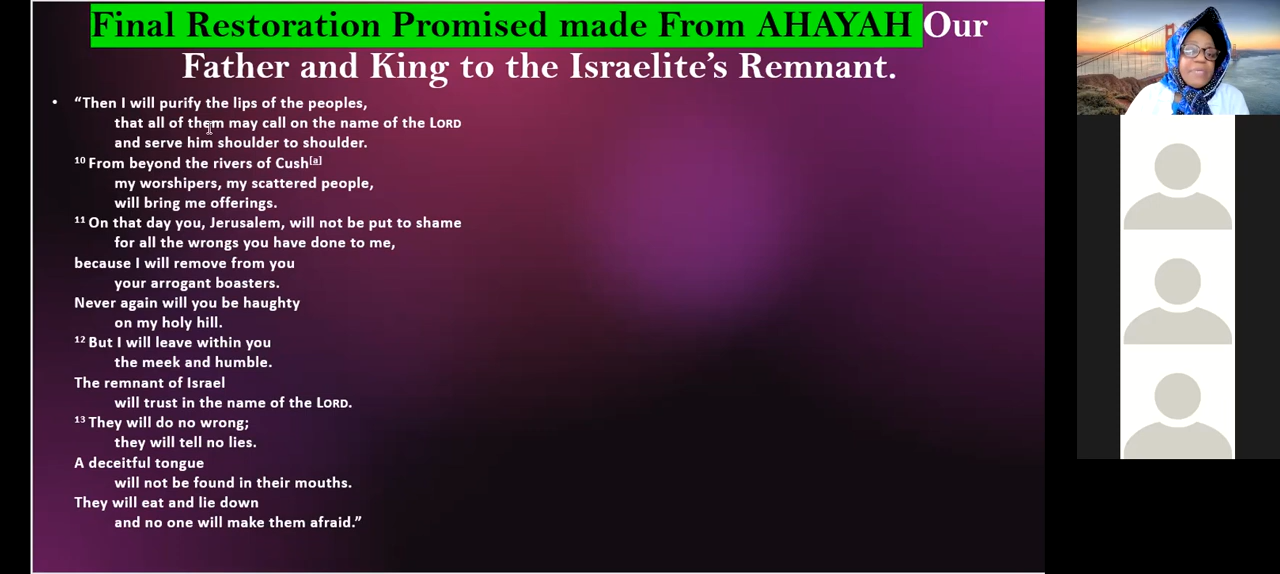 Final Restoration Promised made From AHAYAH Our
Father and King to the Israelite’s Remnant.
• “Then I will purify the lips of the peoples,
that all of them may call on the name of the LORD
and serve him shoulder to shoulder.
10 From beyond the rivers of Cush[a]
my worshipers, my scattered people,
will bring me offerings.
11 On that day you, Jerusalem, will not be put to shame
for all the wrongs you have done to me,
because I will remove from you
your arrogant boasters.
Never again will you be haughty
on my holy hill.
12 But I will leave within you
the meek and humble.
The remnant of Israel
will trust in the name of the LORD.
13 They will do no wrong;
they will tell no lies.
A deceitful tongue
will not be found in their mouths.
They will eat and lie down
and no one will make them afraid.”